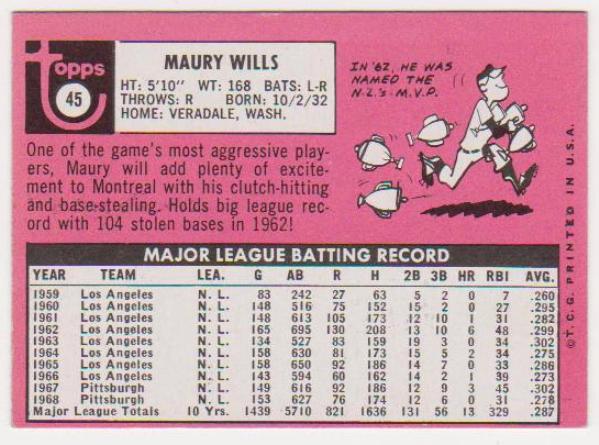 topps
45
MAURY WILLS
HT: 5'10" WT: 168 BATS: L-R
THROWS: R BORN: 10/2/32
HOME: VERADALE, WASH.
IN '62, HE WAS
NAMED THE
N.L.'s M.V.P.
One of the game's most aggressive play-
ers, Maury will add plenty of excite-
ment to Montreal with his clutch-hitting
and base-stealing. Holds big league rec-
ord with 104 stolen bases in 1962!
MAJOR LEAGUE BATTING RECORD
YEAR TEAM LEA. G AB R H 2B 3B HR RBI AVG.
1959 Los Angeles N. L. 83 242 27 63 5 2 0 7 .260
1960 Los Angeles N. L. 148 516 75 152 15 2 0 27 .295
1961 Los Angeles N. L. 148 613 105 173 12 10 1 31 .282
1962 Los Angeles N. L. 165 695 130 208 13 10 6 48 .299
1963 Los Angeles N. L. 134 527 83 159 19 3 0 34 .302
1964 Los Angeles N. L. 158 630 81 173 15 5 2 34 .275
1965 Los Angeles N. L. 158 650 92 186 14 7 0 33 .286
1966 Los Angeles N. L. 143 594 60 162 14 2 1 39 .273
1967 Pittsburgh N. L. 149 616 92 186 12 9 3 45 .302
1968 Pittsburgh N. L. 153 627 76 174 12 6 0 31 .278
Major League Totals 10 Yrs. 1439 5710 821 1636 131 56 13 329 .287
© T. C. G. PRINTED IN U.S.A.